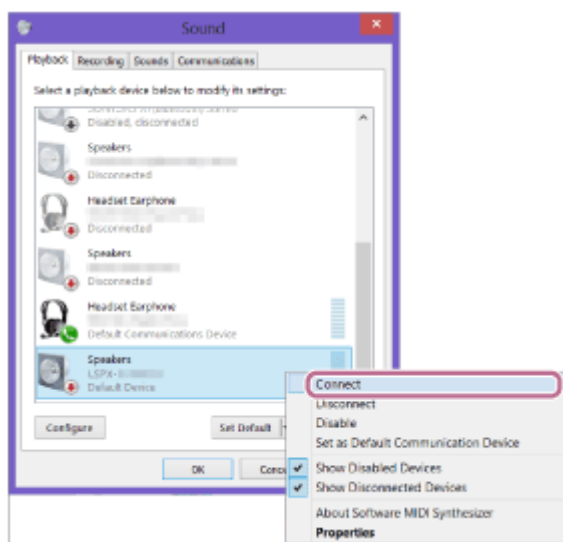 Sound
Playback Recording Sounds Communications
Select a playback device below to modify its settings:
Disabled, disconnected
Speakers
Disconnected
Headset Earphone
Disconnected
Speakers
Disconnected
Headset Earphone
Default Communications Device
Speakers
LSPX-
Default Device
Configure Set Default
OK
Connect
Disconnect
Disable
Set as Default Communication Device
Show Disabled Devices
Show Disconnected Devices
About Software MIDI Synthesizer
Properties